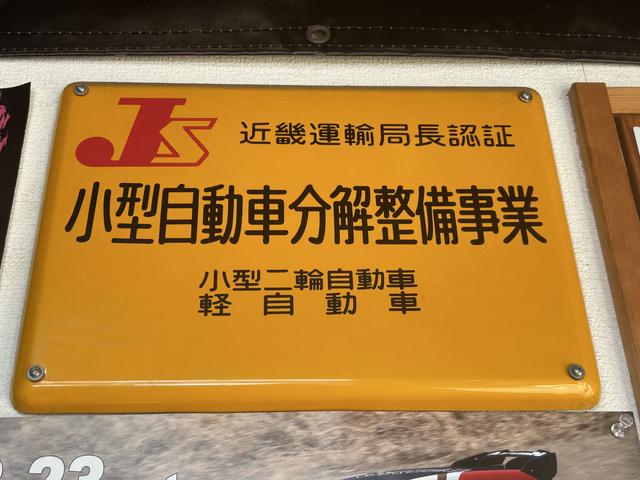 JS 近畿運輸局長認証
小型自動車分解整備事業
小型二輪自動車
軽自動車
23